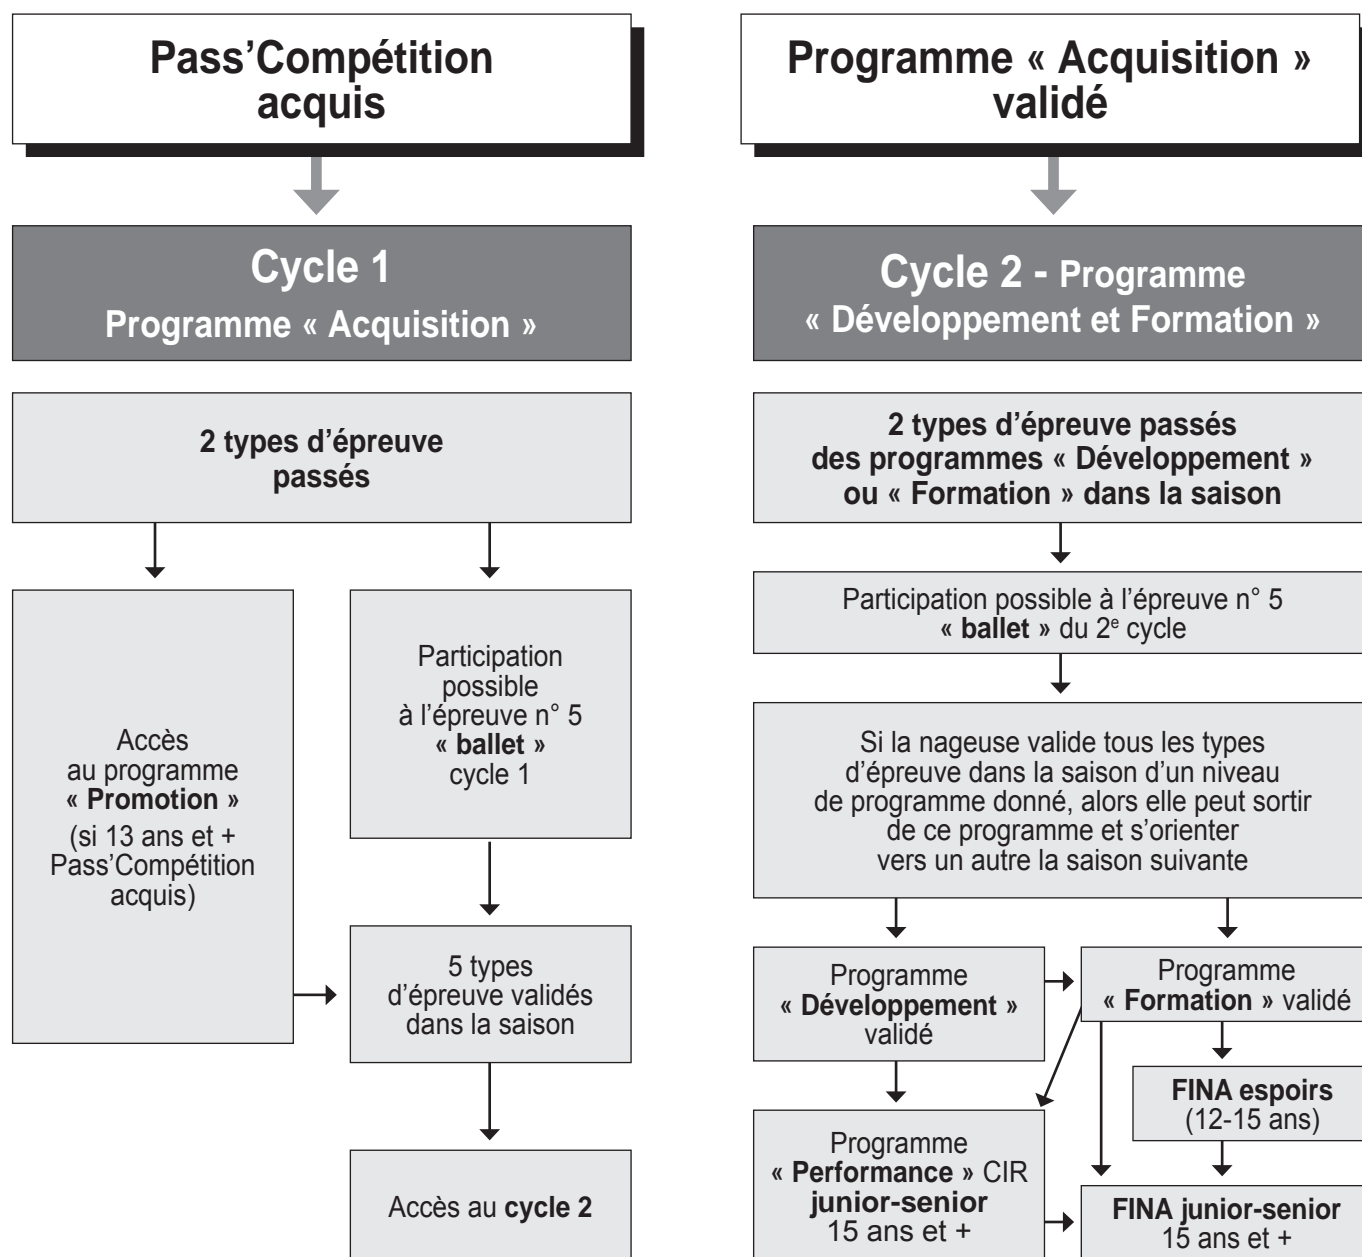 Pass’Compétition
acquis
Cycle 1
Programme « Acquisition »
2 types d’épreuve
passés
Accès
au programme
« Promotion »
(si 13 ans et +
Pass’Compétition
acquis)
Participation
possible
à l’épreuve n° 5
« ballet »
cycle 1
5 types
d’épreuve validés
dans la saison
Accès au cycle 2
Programme « Acquisition »
validé
Cycle 2 - Programme
« Développement et Formation »
2 types d’épreuve passés
des programmes « Développement »
ou « Formation » dans la saison
Participation possible à l’épreuve n° 5
« ballet » du 2e cycle
Si la nageuse valide tous les types
d’épreuve dans la saison d’un niveau
de programme donné, alors elle peut sortir
de ce programme et s’orienter
vers un autre la saison suivante
Programme
« Développement »
validé
Programme
« Formation » validé
FINA espoirs
(12-15 ans)
Programme
« Performance » CIR
junior-senior
15 ans et +
FINA junior-senior
15 ans et +